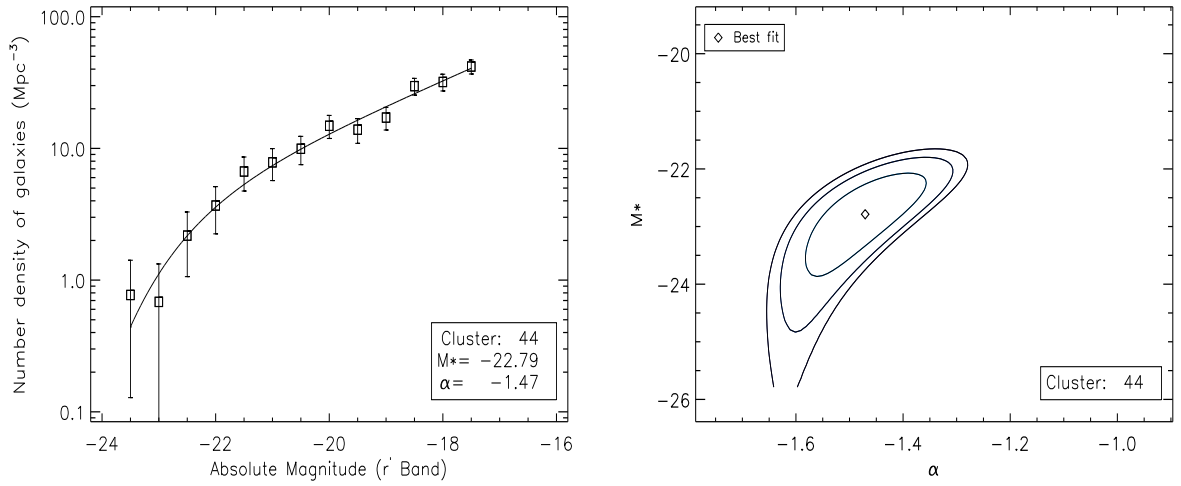 100.0
10.0
1.0
0.1
Number density of galaxies (Mpc⁻³)
Cluster: 44
M*= −22.79
α= −1.47
−24 −22 −20 −18 −16
Absolute Magnitude (r' Band)
Best fit
−20
−22
−24
−26
M*
Cluster: 44
−1.6 −1.4 −1.2 −1.0
α